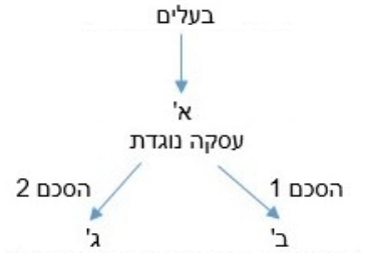 בעלים
א'
עסקה נוגדת
הסכם 1
הסכם 2
ב'
ג'